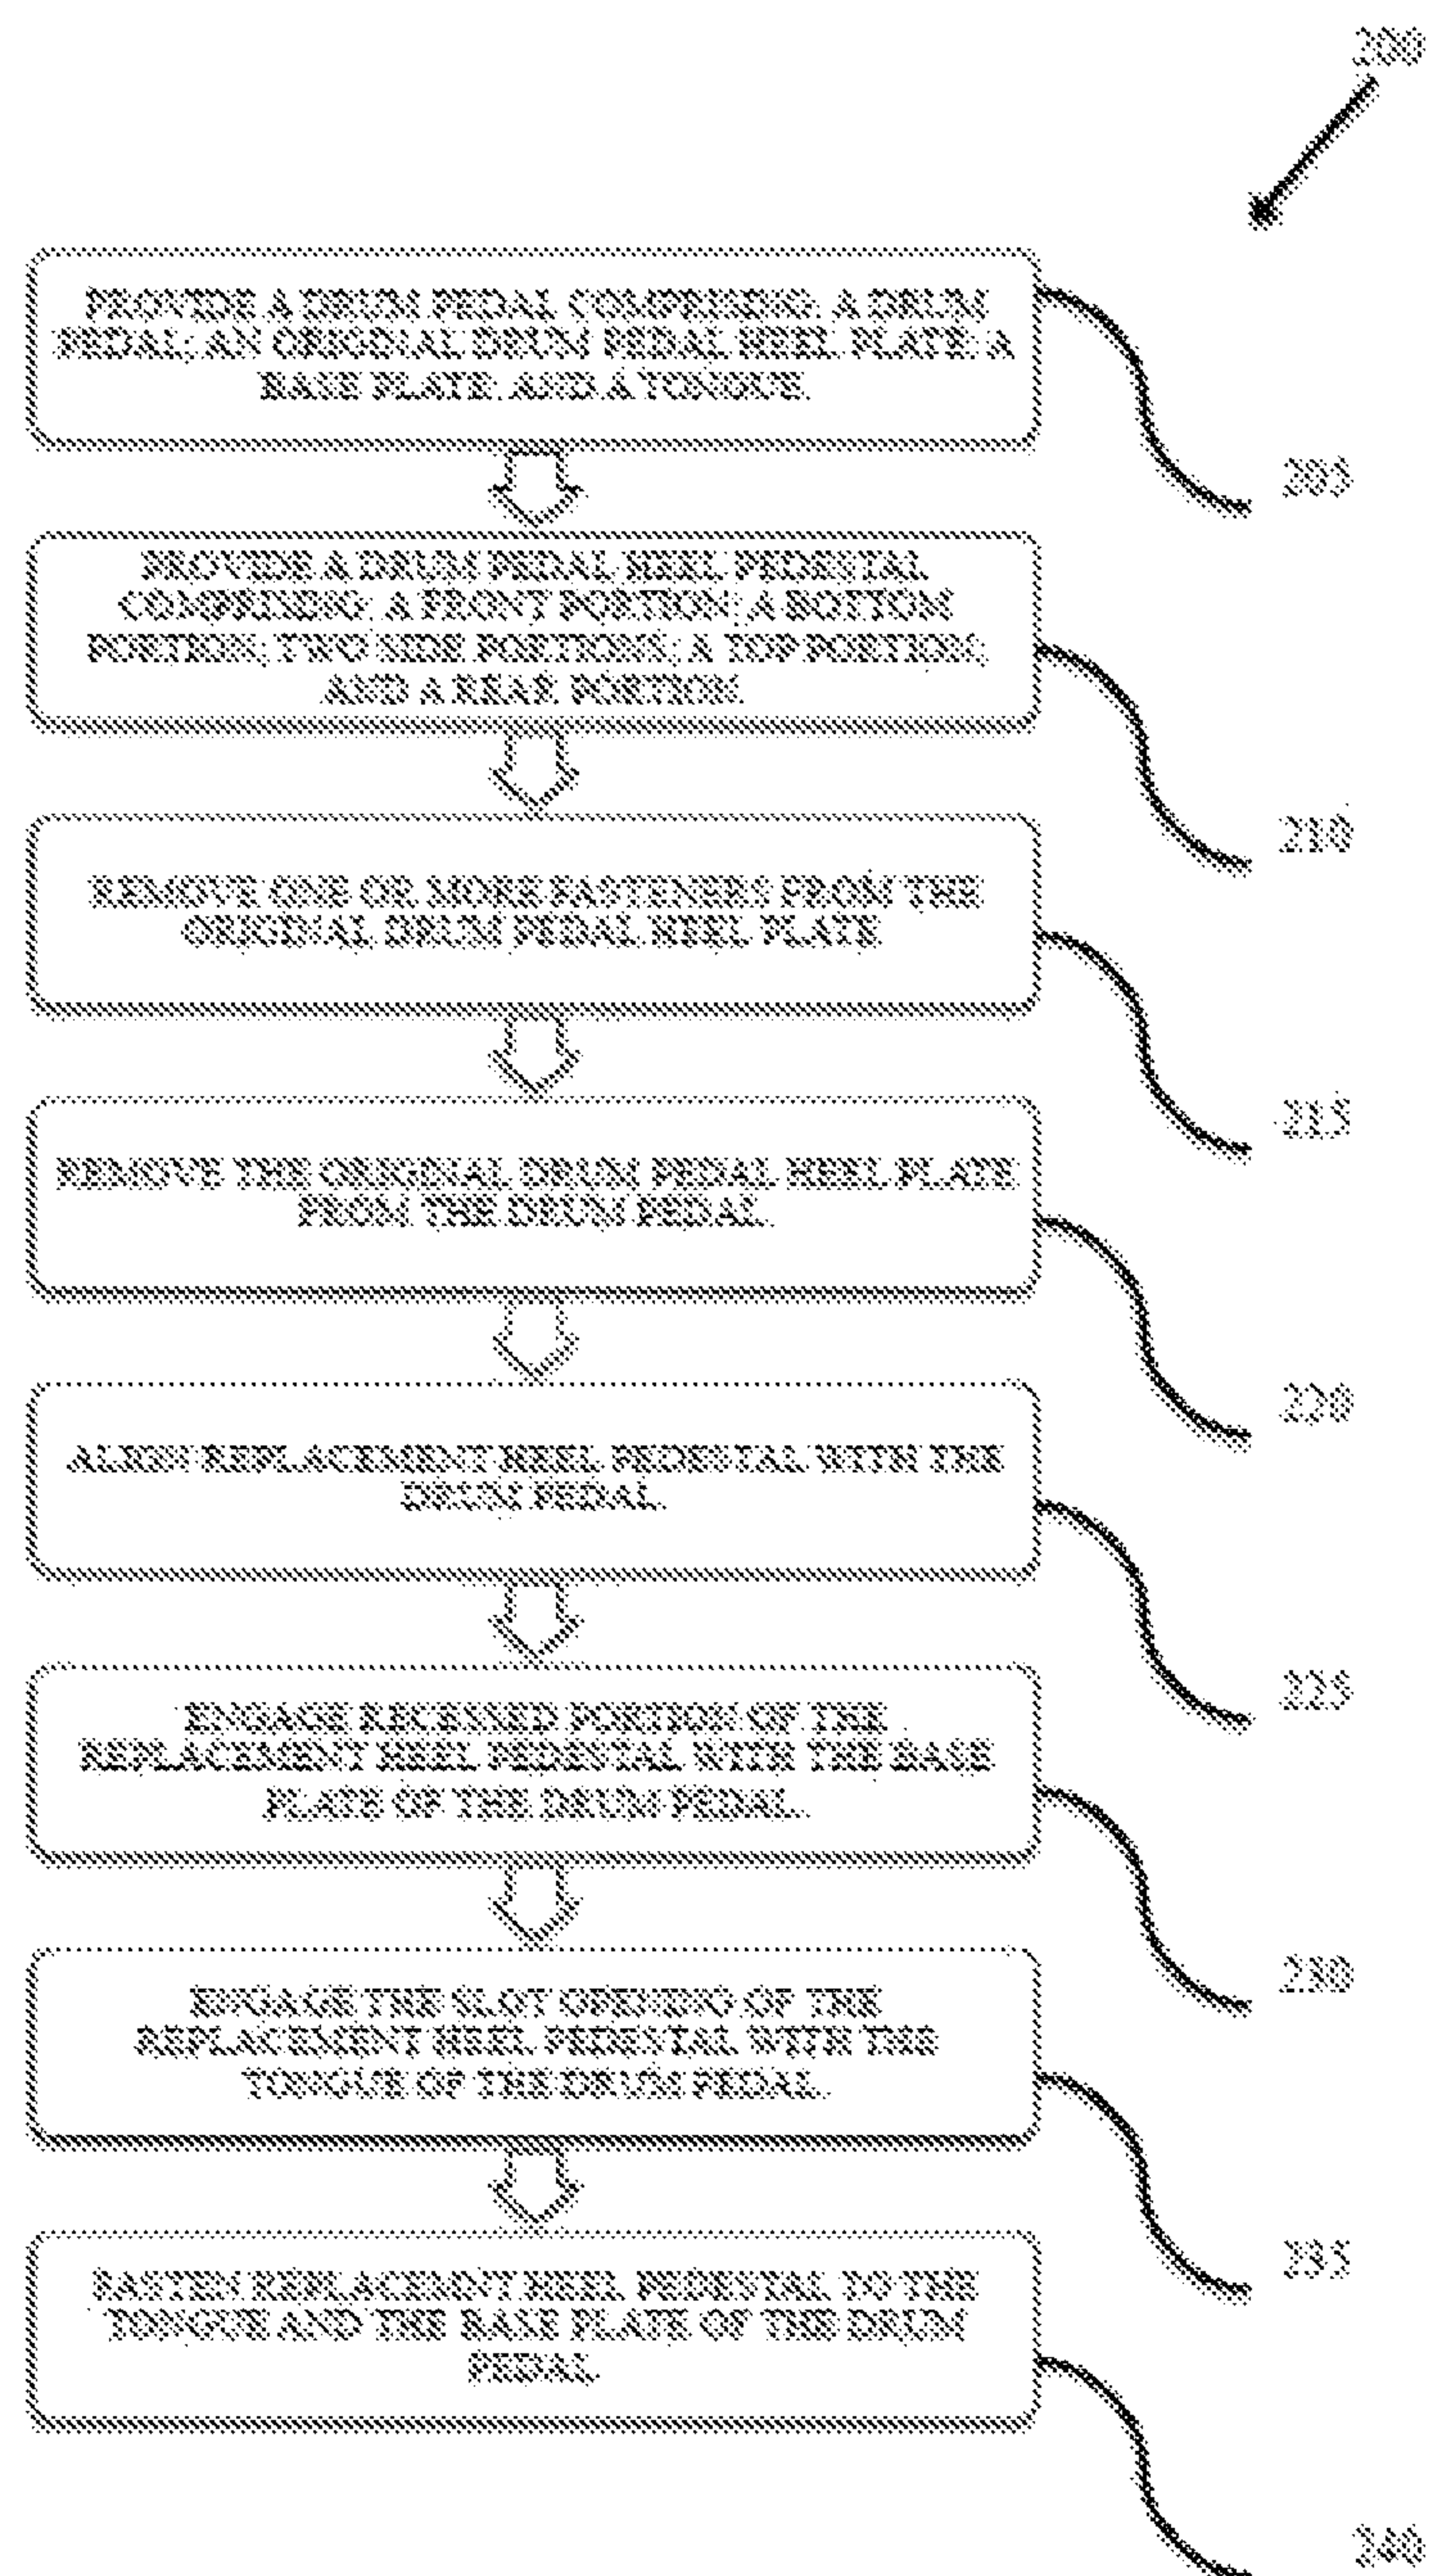 200
PROVIDE A DRUM PEDAL COMPRISING: A DRUM
PEDAL; AN ORIGINAL DRUM PEDAL HEEL PLATE; A
BASE PLATE; AND A TONGUE.
205
PROVIDE A DRUM PEDAL HEEL PEDESTAL
COMPRISING: A FRONT PORTION; A BOTTOM
PORTION; TWO SIDE PORTIONS; A TOP PORTION;
AND A REAR PORTION.
210
REMOVE ONE OR MORE FASTENERS FROM THE
ORIGINAL DRUM PEDAL HEEL PLATE
215
REMOVE THE ORIGINAL DRUM PEDAL HEEL PLATE
FROM THE DRUM PEDAL.
220
ALIGN REPLACEMENT HEEL PEDESTAL WITH THE
DRUM PEDAL.
225
ENGAGE RECESSED PORTION OF THE
REPLACEMENT HEEL PEDESTAL WITH THE BASE
PLATE OF THE DRUM PEDAL.
230
ENGAGE THE SLOT OPENING OF THE
REPLACEMENT HEEL PEDESTAL WITH THE
TONGUE OF THE DRUM PEDAL.
235
FASTEN REPLACEMNT HEEL PEDESTAL TO THE
TONGUE AND THE BASE PLATE OF THE DRUM
PEDAL.
240